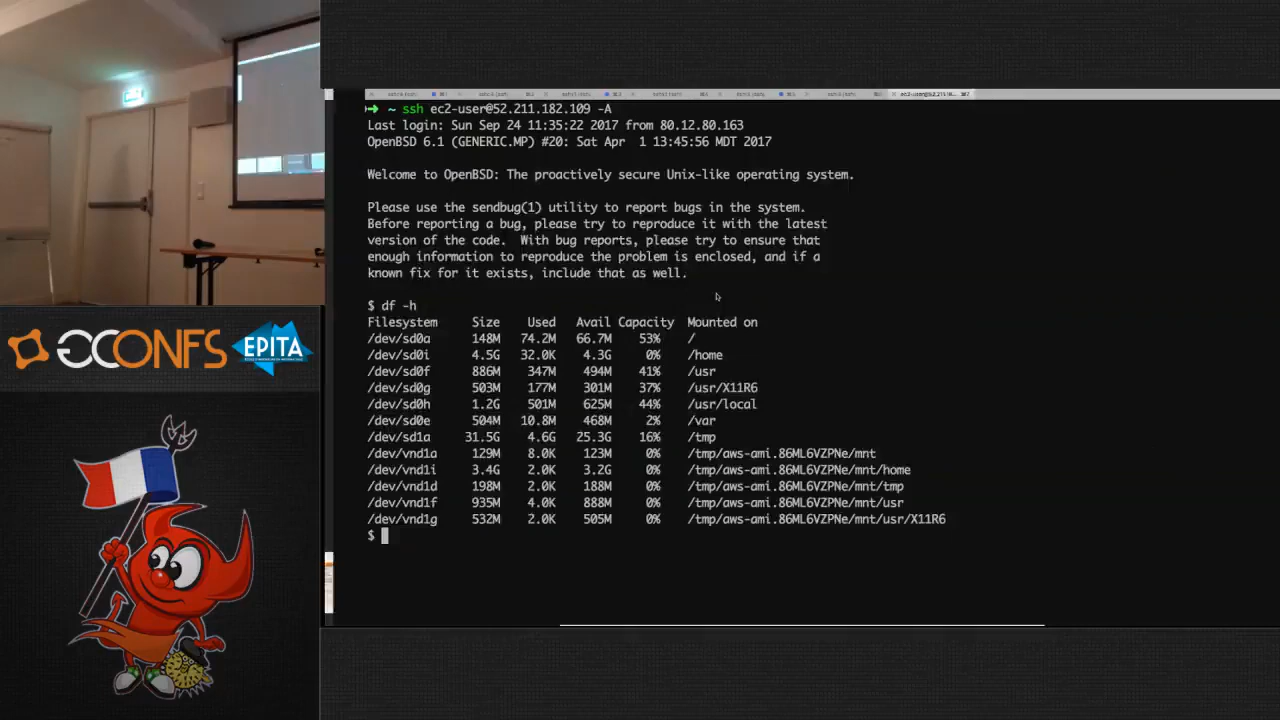 → ~ ssh ec2-user@52.211.182.109 -A
Last login: Sun Sep 24 11:35:22 2017 from 80.12.80.163
OpenBSD 6.1 (GENERIC.MP) #20: Sat Apr  1 13:45:56 MDT 2017
Welcome to OpenBSD: The proactively secure Unix-like operating system.
Please use the sendbug(1) utility to report bugs in the system.
Before reporting a bug, please try to reproduce it with the latest
version of the code.  With bug reports, please try to ensure that
enough information to reproduce the problem is enclosed, and if a
known fix for it exists, include that as well.
$ df -h
Filesystem     Size    Used   Avail Capacity  Mounted on
/dev/sd0a      148M   74.2M   66.7M    53%    /
/dev/sd0i      4.5G   32.0K    4.3G     0%    /home
/dev/sd0f      886M    347M    494M    41%    /usr
/dev/sd0g      503M    177M    301M    37%    /usr/X11R6
/dev/sd0h      1.2G    501M    625M    44%    /usr/local
/dev/sd0e      504M   10.8M    468M     2%    /var
/dev/sd1a     31.5G    4.6G   25.3G    16%    /tmp
/dev/vnd1a     129M    8.0K    123M     0%    /tmp/aws-ami.86ML6VZPNe/mnt
/dev/vnd1i     3.4G    2.0K    3.2G     0%    /tmp/aws-ami.86ML6VZPNe/mnt/home
/dev/vnd1d     198M    2.0K    188M     0%    /tmp/aws-ami.86ML6VZPNe/mnt/tmp
/dev/vnd1f     935M    4.0K    888M     0%    /tmp/aws-ami.86ML6VZPNe/mnt/usr
/dev/vnd1g     532M    2.0K    505M     0%    /tmp/aws-ami.86ML6VZPNe/mnt/usr/X11R6
$
GCONFS
EPITA